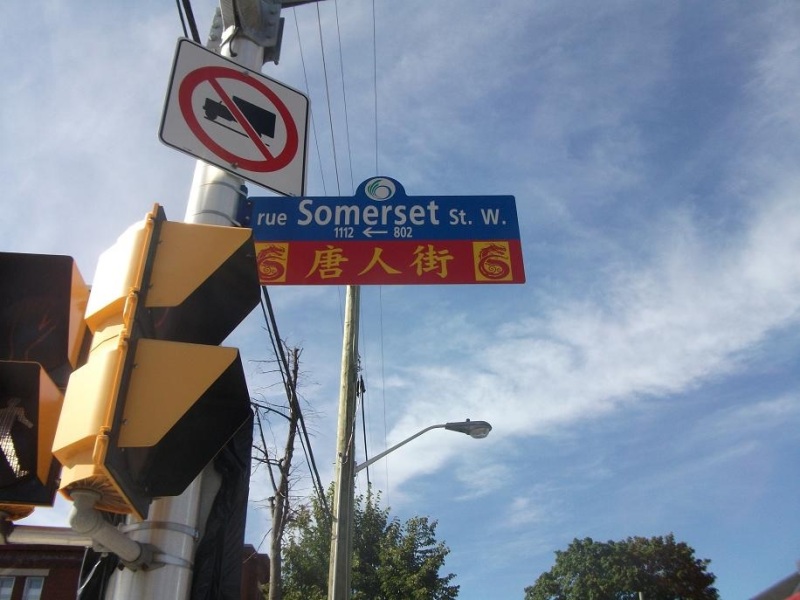 rue Somerset St. W.
1112 ← 802
唐人街